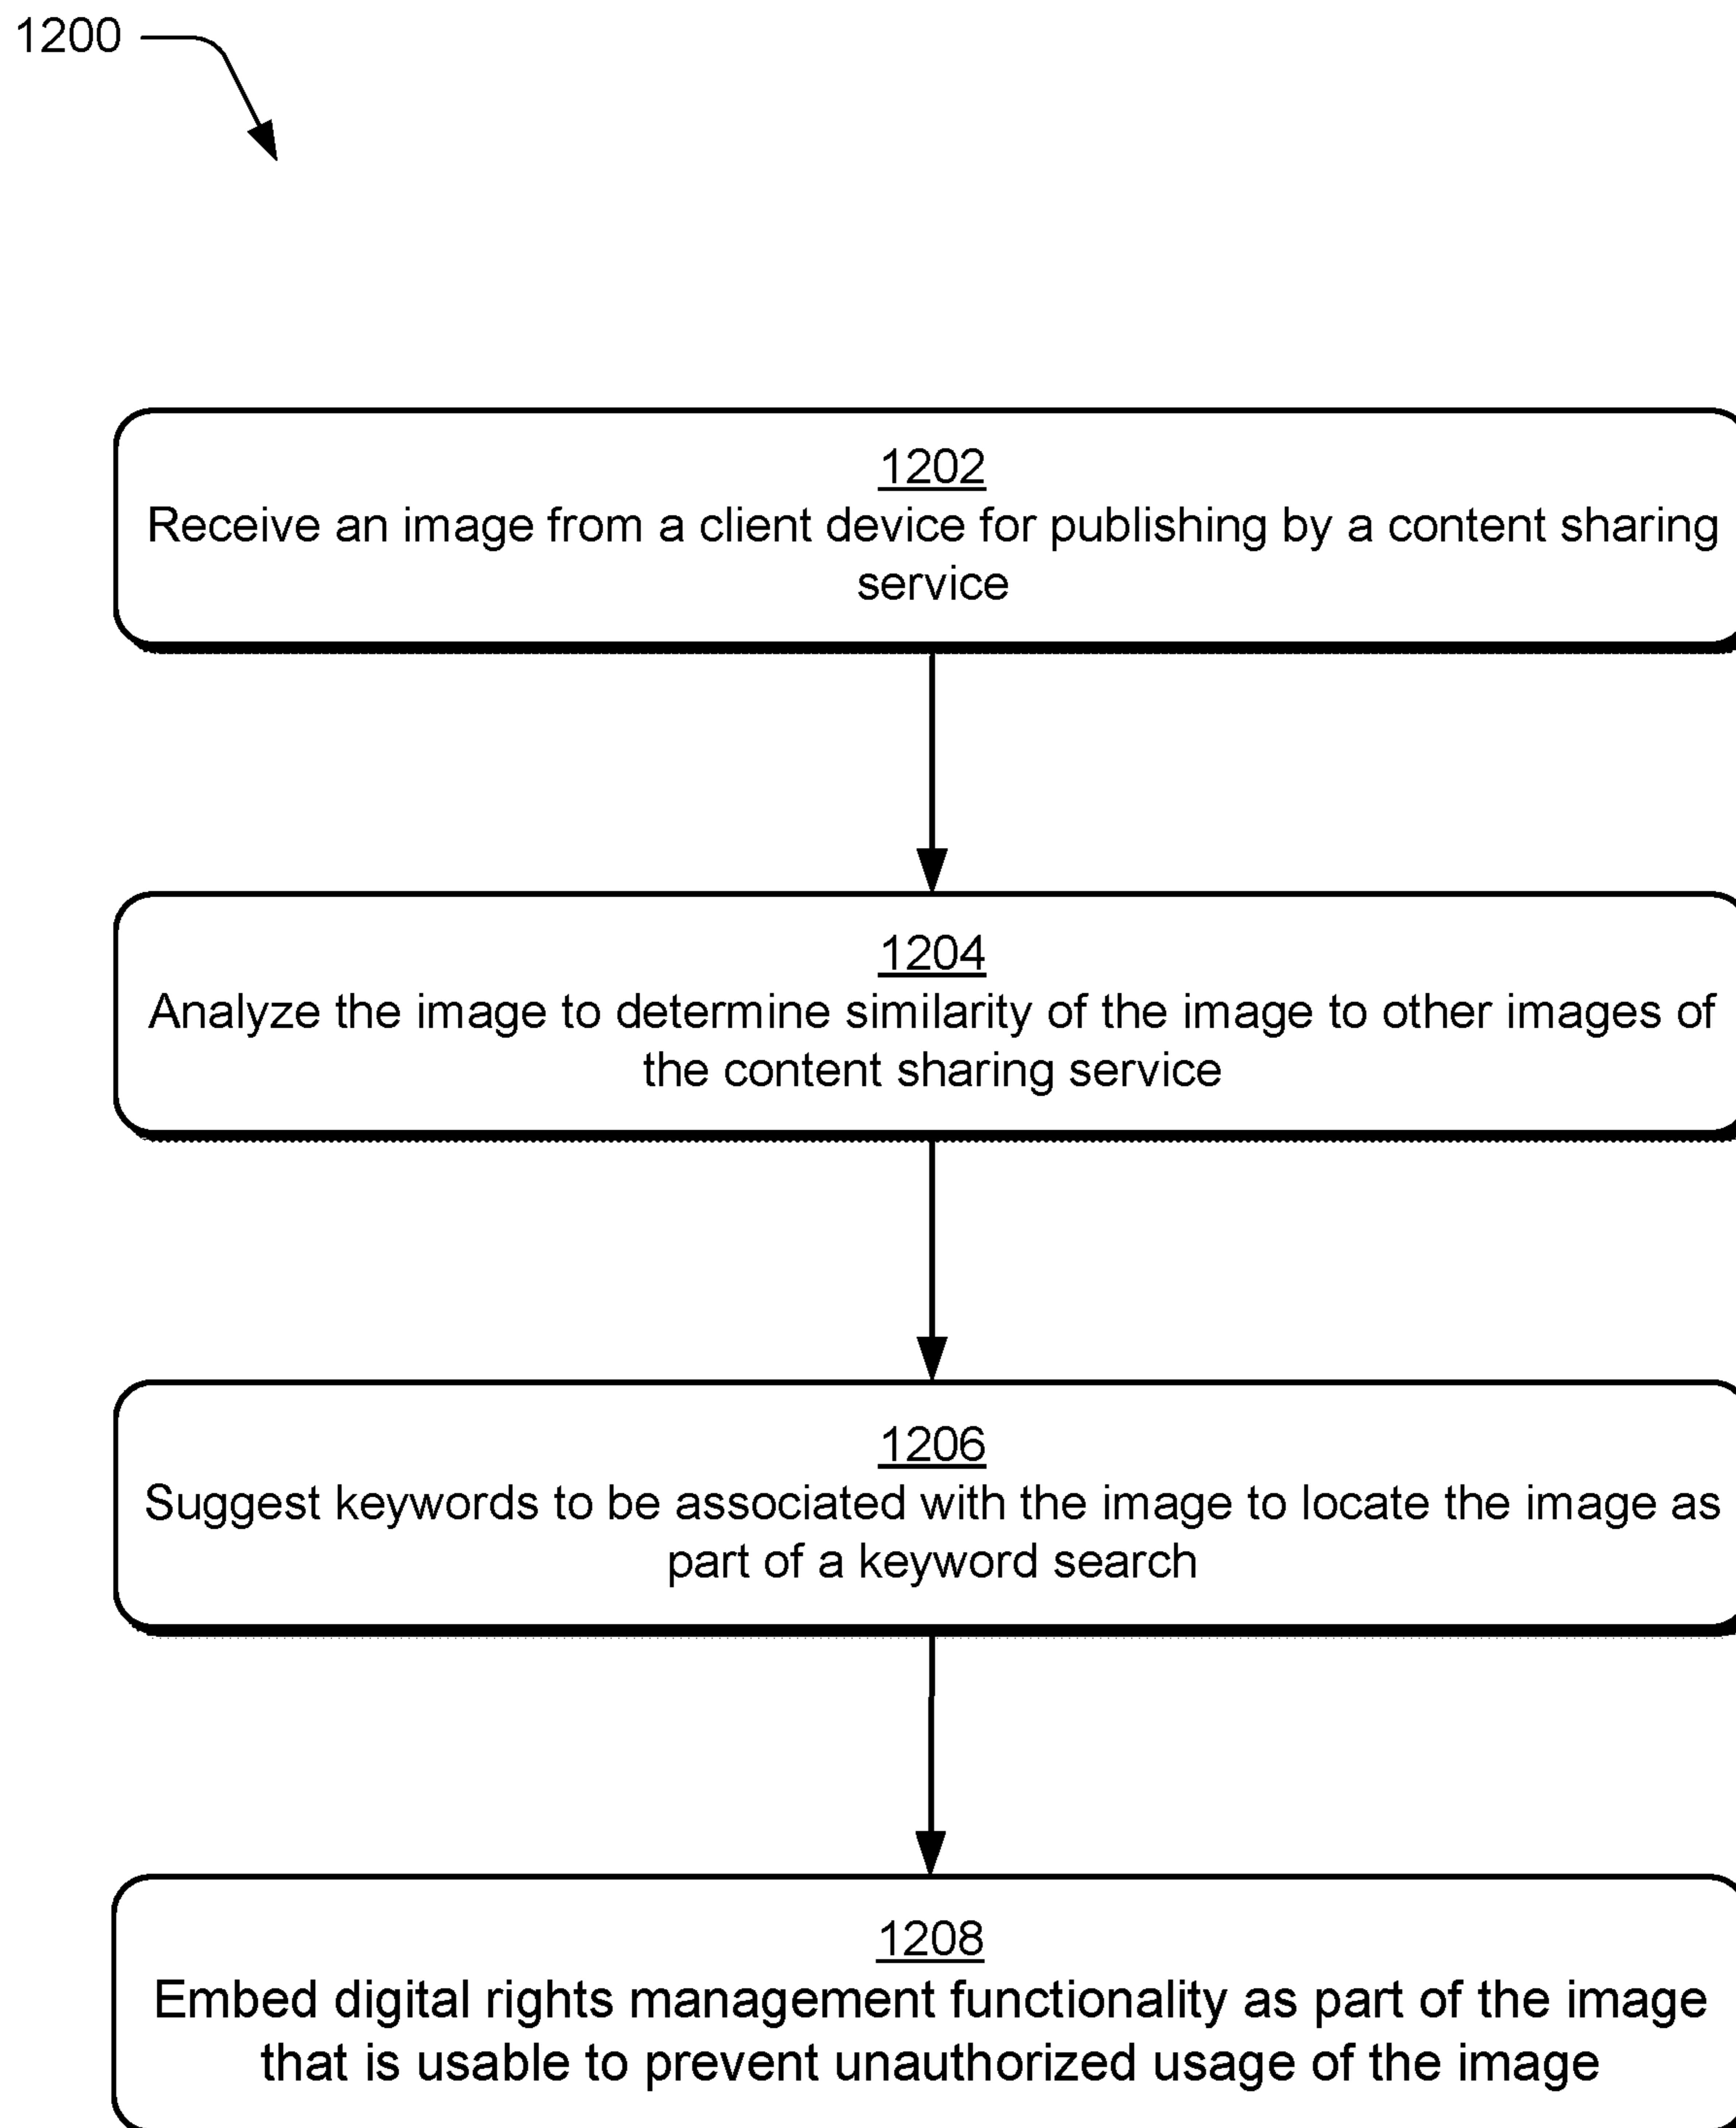 1200
1202
Receive an image from a client device for publishing by a content sharing
service
1204
Analyze the image to determine similarity of the image to other images of
the content sharing service
1206
Suggest keywords to be associated with the image to locate the image as
part of a keyword search
1208
Embed digital rights management functionality as part of the image
that is usable to prevent unauthorized usage of the image